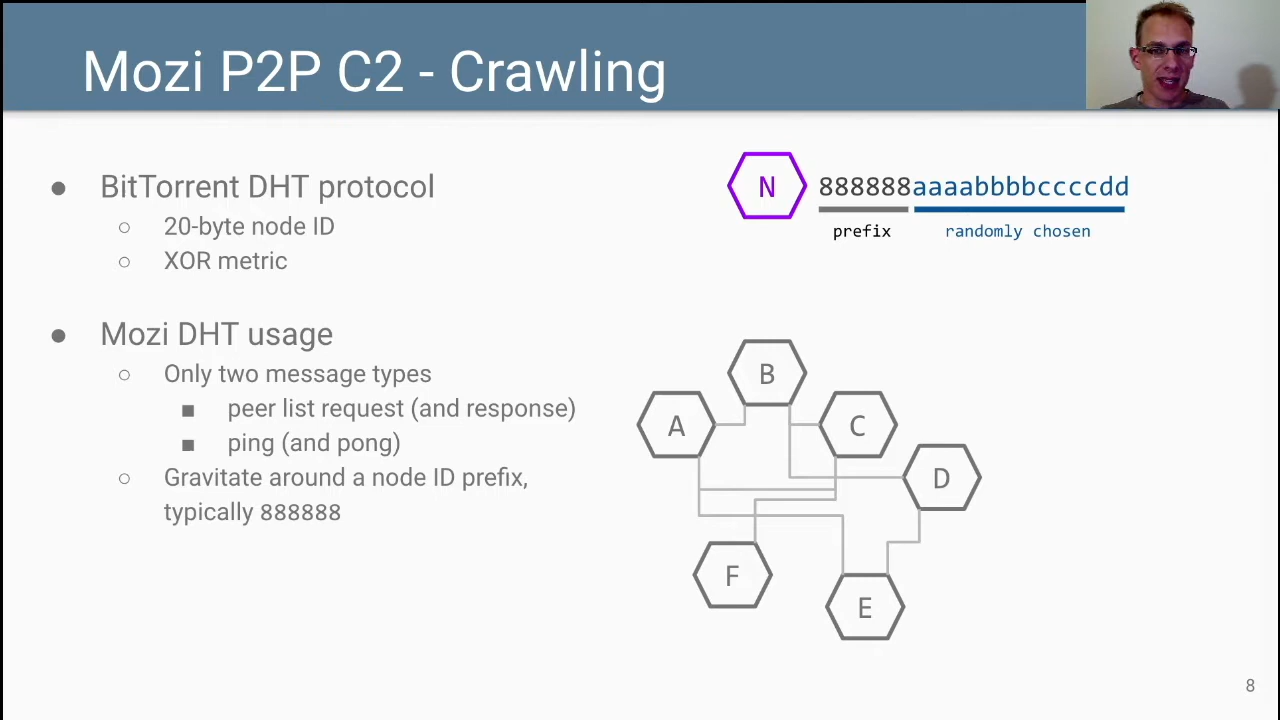 Mozi P2P C2 - Crawling
● BitTorrent DHT protocol
○ 20-byte node ID
○ XOR metric
● Mozi DHT usage
○ Only two message types
■ peer list request (and response)
■ ping (and pong)
○ Gravitate around a node ID prefix,
typically 888888
N 888888aaaabbbbccccdd
prefix randomly chosen
B
A
C
D
F
E
8